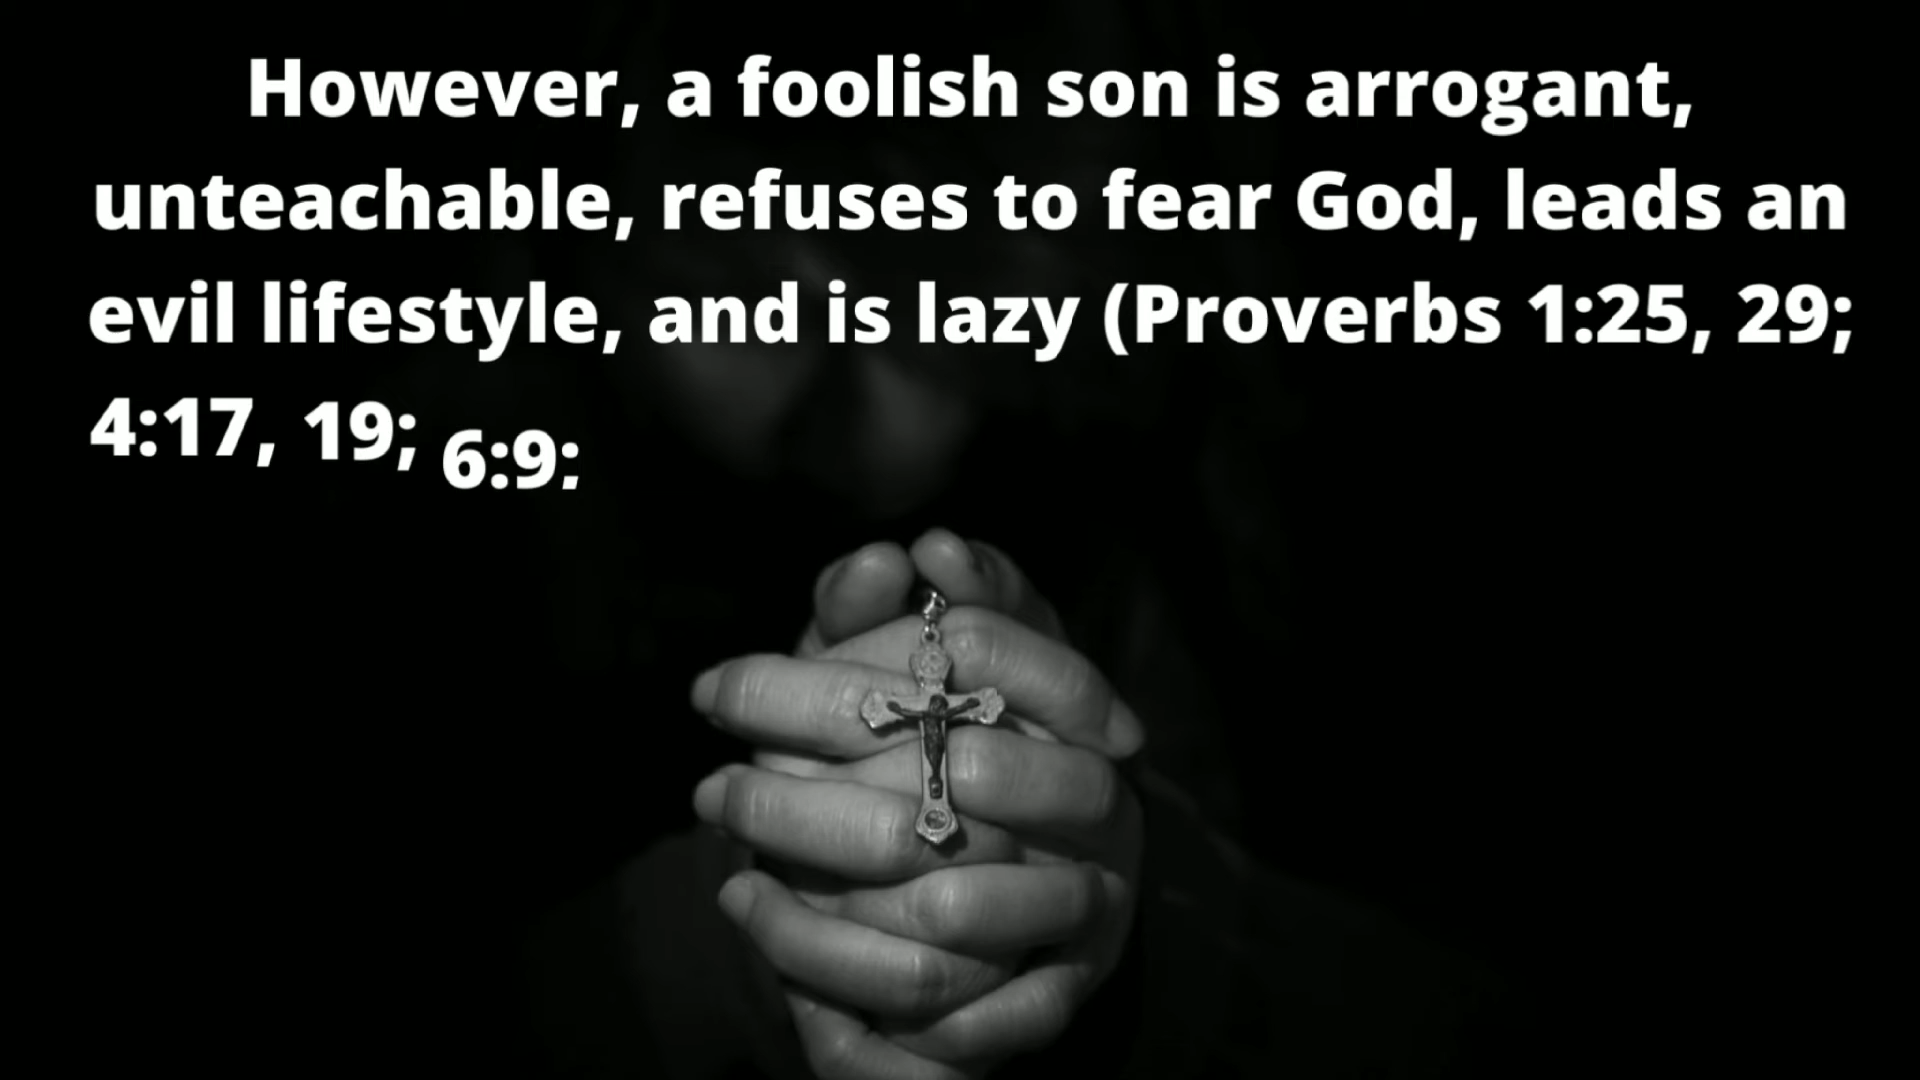 However, a foolish son is arrogant,
unteachable, refuses to fear God, leads an
evil lifestyle, and is lazy (Proverbs 1:25, 29;
4:17, 19; 6:9: